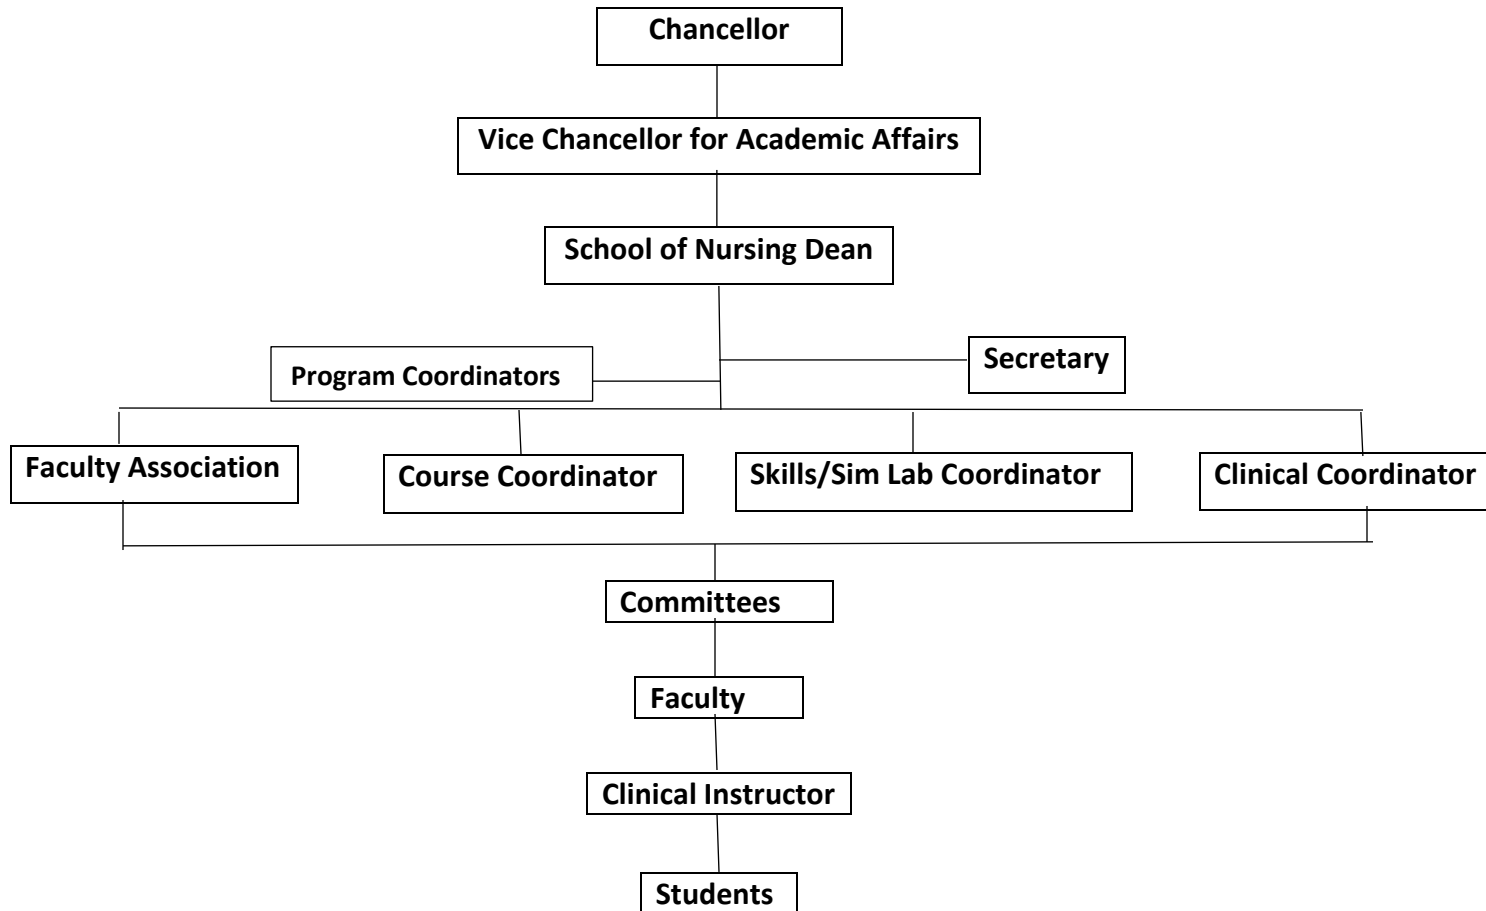 Chancellor
Vice Chancellor for Academic Affairs
School of Nursing Dean
Program Coordinators
Secretary
Faculty Association
Course Coordinator
Skills/Sim Lab Coordinator
Clinical Coordinator
Committees
Faculty
Clinical Instructor
Students